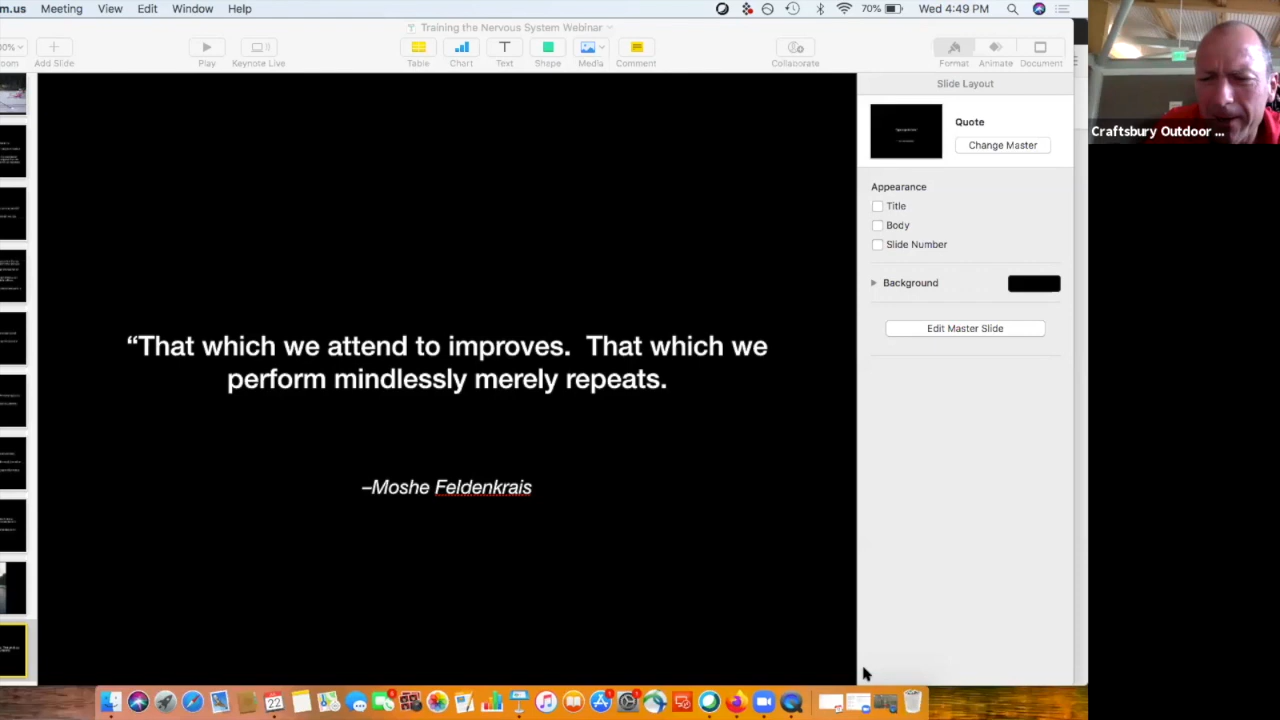 m.us Meeting View Edit Window Help 70% Wed 4:49 PM
Training the Nervous System Webinar
Zoom Add Slide Play Keynote Live Table Chart Text Shape Media Comment Collaborate Format Animate Document
Slide Layout
Quote
Change Master
Appearance
Title
Body
Slide Number
Background
Edit Master Slide
“That which we attend to improves.  That which we
perform mindlessly merely repeats.
–Moshe Feldenkrais
Craftsbury Outdoor ...
22